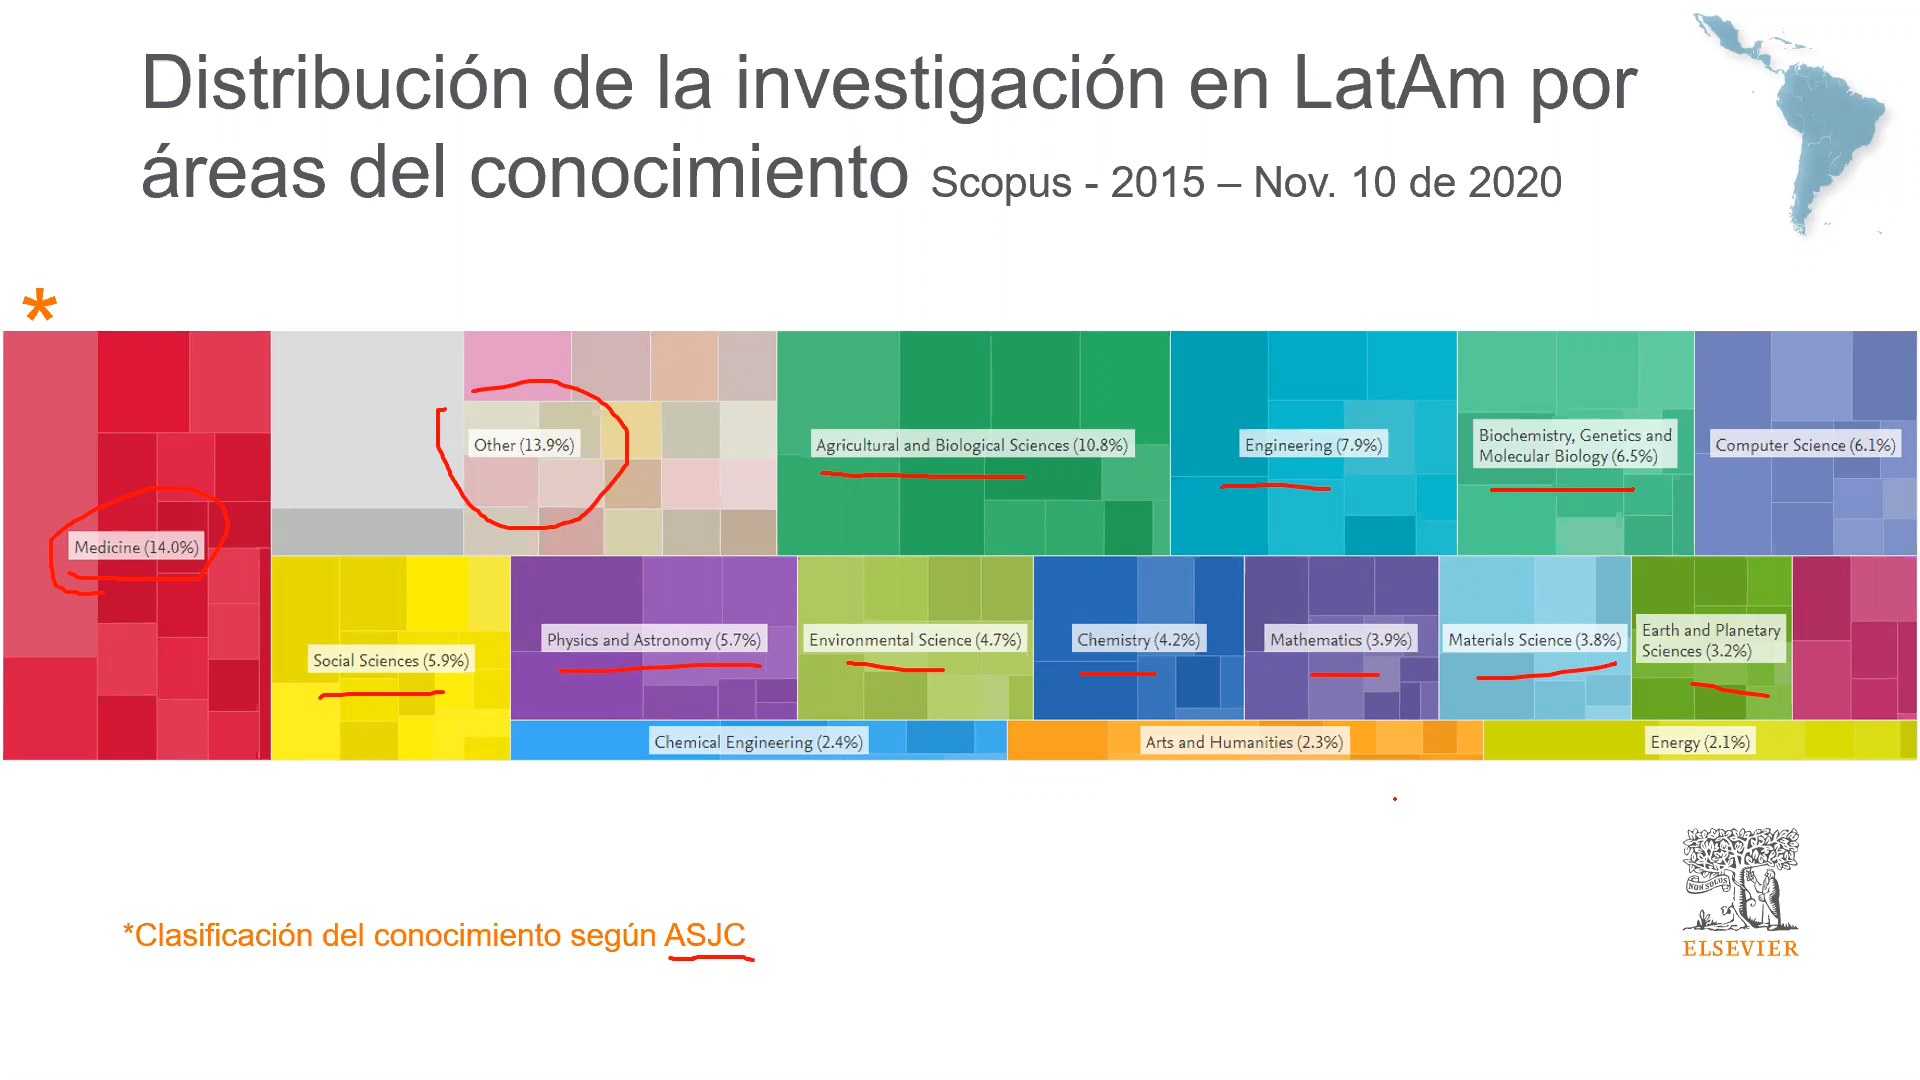 Distribución de la investigación en LatAm por
áreas del conocimiento Scopus - 2015 – Nov. 10 de 2020
*
Other (13.9%)
Agricultural and Biological Sciences (10.8%)
Engineering (7.9%)
Biochemistry, Genetics and
Molecular Biology (6.5%)
Computer Science (6.1%)
Medicine (14.0%)
Social Sciences (5.9%)
Physics and Astronomy (5.7%)
Environmental Science (4.7%)
Chemistry (4.2%)
Mathematics (3.9%)
Materials Science (3.8%)
Earth and Planetary
Sciences (3.2%)
Chemical Engineering (2.4%)
Arts and Humanities (2.3%)
Energy (2.1%)
*Clasificación del conocimiento según ASJC
NON SOLUS
ELSEVIER